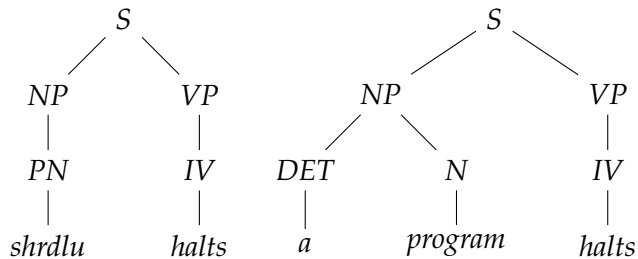 S S
NP VP NP VP
PN IV DET N IV
shrdlu halts a program halts